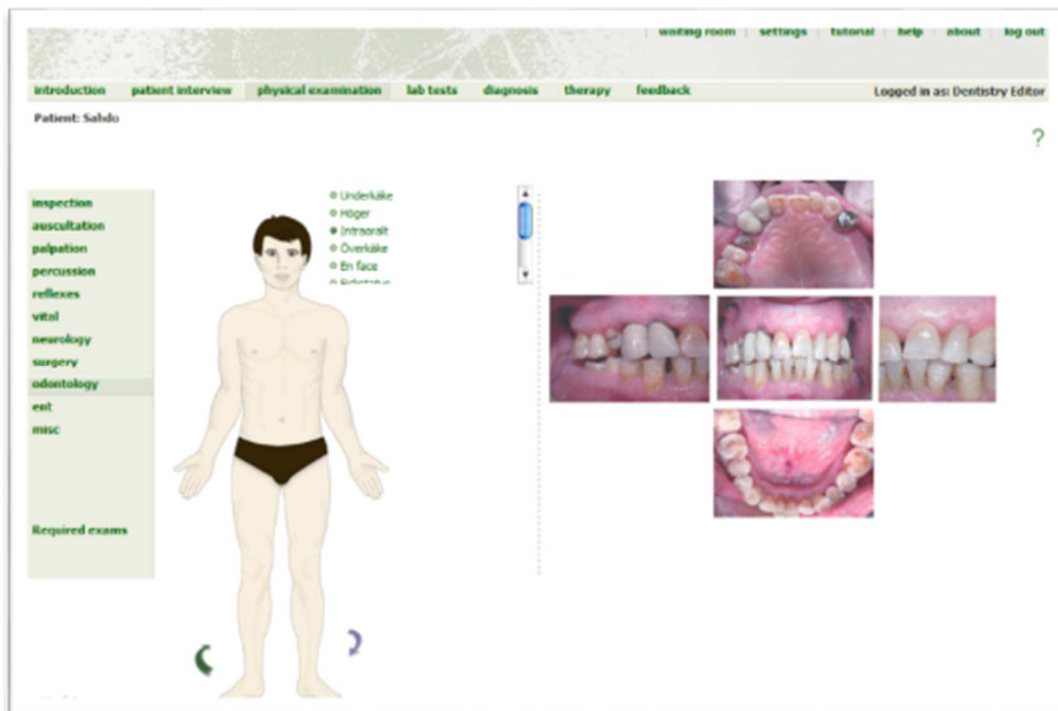 waiting room settings tutorial help about log out
introduction patient interview physical examination lab tests diagnosis therapy feedback Logged in as: Dentistry Editor
Patient: Sahdo
?
inspection
auscultation
palpation
percussion
reflexes
vital
neurology
surgery
odontology
ent
misc
Required exams
Underkäke
Höger
Intraoralt
Överkäke
En face